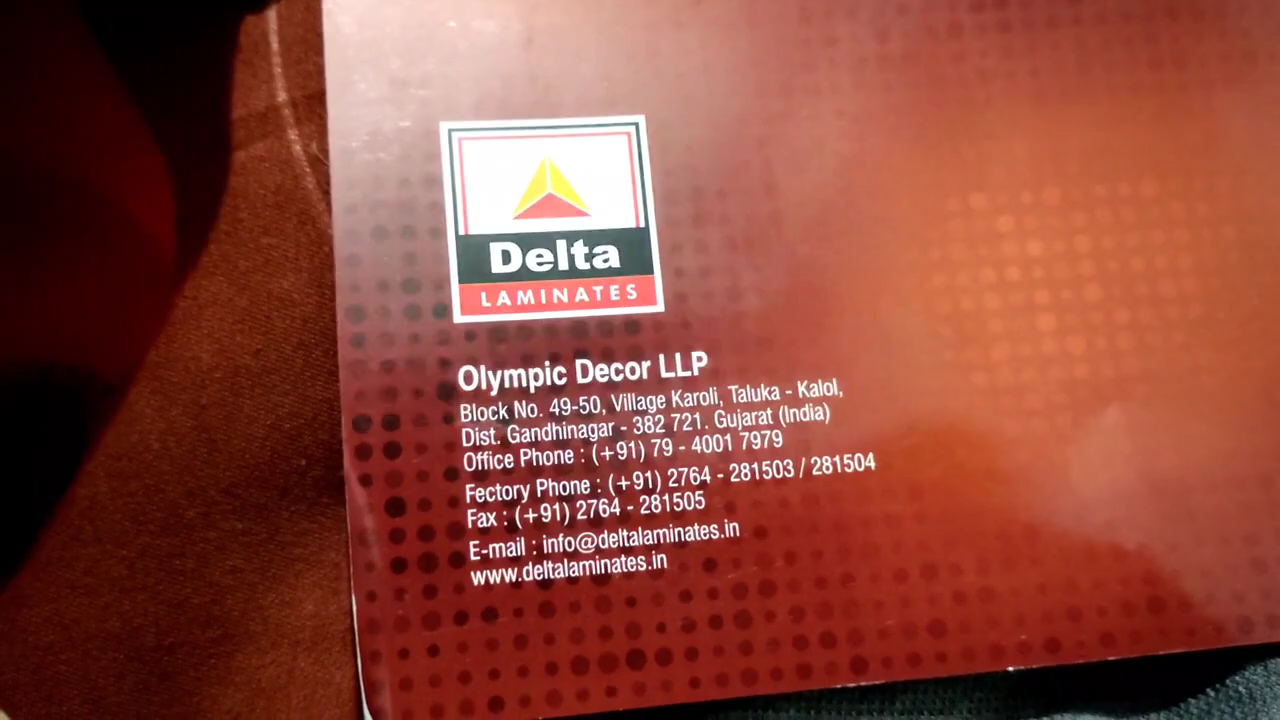 Delta
LAMINATES
Olympic Decor LLP
Block No. 49-50, Village Karoli, Taluka - Kalol,
Dist. Gandhinagar - 382 721. Gujarat (India)
Office Phone : (+91) 79 - 4001 7979
Fectory Phone : (+91) 2764 - 281503 / 281504
Fax : (+91) 2764 - 281505
E-mail : info@deltalaminates.in
www.deltalaminates.in